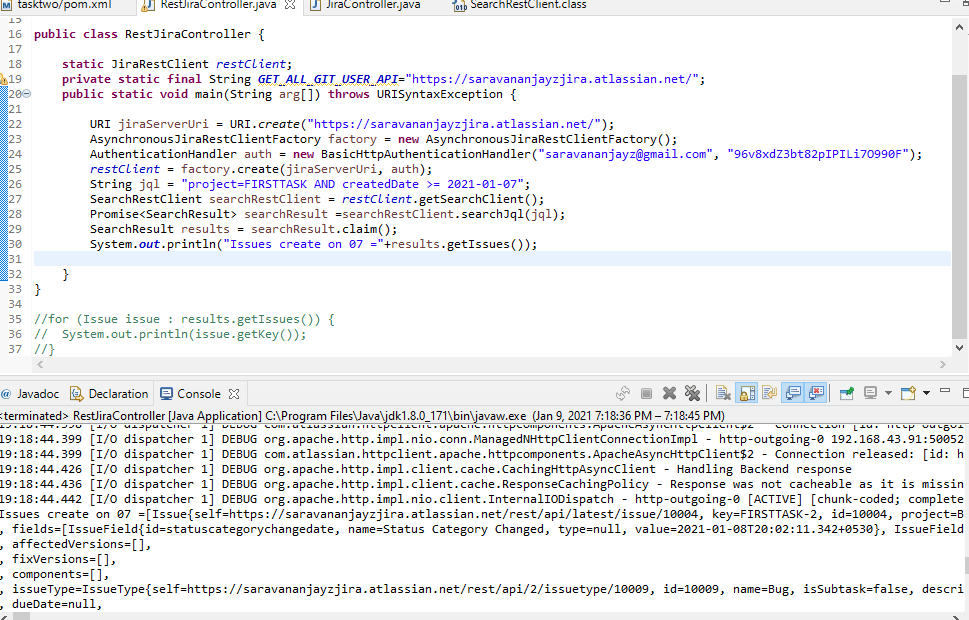 tasktwo/pom.xml RestJiraController.java JiraController.java SearchRestClient.class
15
16 public class RestJiraController {
17
18 static JiraRestClient restClient;
19 private static final String GET_ALL_GIT_USER_API="https://saravananjayzjira.atlassian.net/";
20 public static void main(String arg[]) throws URISyntaxException {
21
22 URI jiraServerUri = URI.create("https://saravananjayzjira.atlassian.net/");
23 AsynchronousJiraRestClientFactory factory = new AsynchronousJiraRestClientFactory();
24 AuthenticationHandler auth = new BasicHttpAuthenticationHandler("saravananjayz@gmail.com", "96v8xdZ3bt82pIPILi7O990F");
25 restClient = factory.create(jiraServerUri, auth);
26 String jql = "project=FIRSTTASK AND createdDate >= 2021-01-07";
27 SearchRestClient searchRestClient = restClient.getSearchClient();
28 Promise<SearchResult> searchResult =searchRestClient.searchJql(jql);
29 SearchResult results = searchResult.claim();
30 System.out.println("Issues create on 07 ="+results.getIssues());
31
32 }
33 }
34
35 //for (Issue issue : results.getIssues()) {
36 // System.out.println(issue.getKey());
37 //}
@ Javadoc Declaration Console
<terminated> RestJiraController [Java Application] C:\Program Files\Java\jdk1.8.0_171\bin\javaw.exe (Jan 9, 2021 7:18:36 PM – 7:18:45 PM)
19:18:44.398 [I/O dispatcher 1] DEBUG com.atlassian.httpclient.apache.httpcomponents.ApacheAsyncHttpClient$2 - Connection [id: http-outgoi
19:18:44.399 [I/O dispatcher 1] DEBUG org.apache.http.impl.nio.conn.ManagedNHttpClientConnectionImpl - http-outgoing-0 192.168.43.91:50052
19:18:44.399 [I/O dispatcher 1] DEBUG com.atlassian.httpclient.apache.httpcomponents.ApacheAsyncHttpClient$2 - Connection released: [id: h
19:18:44.426 [I/O dispatcher 1] DEBUG org.apache.http.impl.client.cache.CachingHttpAsyncClient - Handling Backend response
19:18:44.436 [I/O dispatcher 1] DEBUG org.apache.http.impl.client.cache.ResponseCachingPolicy - Response was not cacheable as it is missin
19:18:44.442 [I/O dispatcher 1] DEBUG org.apache.http.impl.nio.client.InternalIODispatch - http-outgoing-0 [ACTIVE] [chunk-coded; complete
Issues create on 07 =[Issue{self=https://saravananjayzjira.atlassian.net/rest/api/latest/issue/10004, key=FIRSTTASK-2, id=10004, project=B
, fields=[IssueField{id=statuscategorychangedate, name=Status Category Changed, type=null, value=2021-01-08T20:02:11.342+0530}, IssueField
, affectedVersions=[],
, fixVersions=[],
, components=[],
, issueType=IssueType{self=https://saravananjayzjira.atlassian.net/rest/api/2/issuetype/10009, id=10009, name=Bug, isSubtask=false, descri
, dueDate=null,